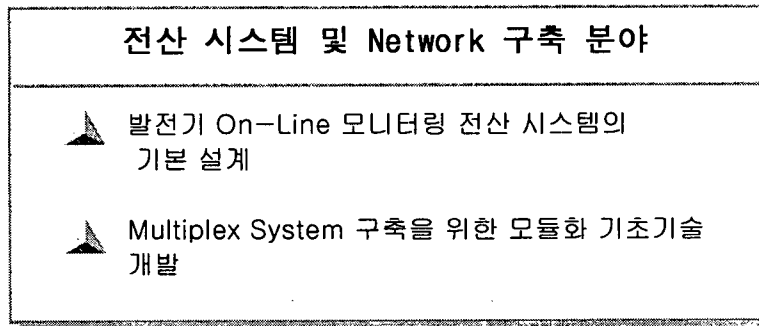 전산 시스템 및 Network 구축 분야
발전기 On-Line 모니터링 전산 시스템의
기본 설계
Multiplex System 구축을 위한 모듈화 기초기술
개발